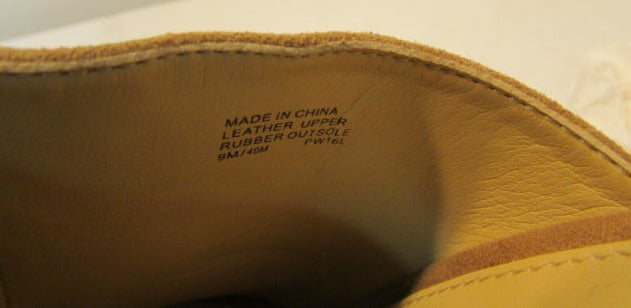 MADE IN CHINA
LEATHER UPPER
RUBBER OUTSOLE
9M/40M PW16L